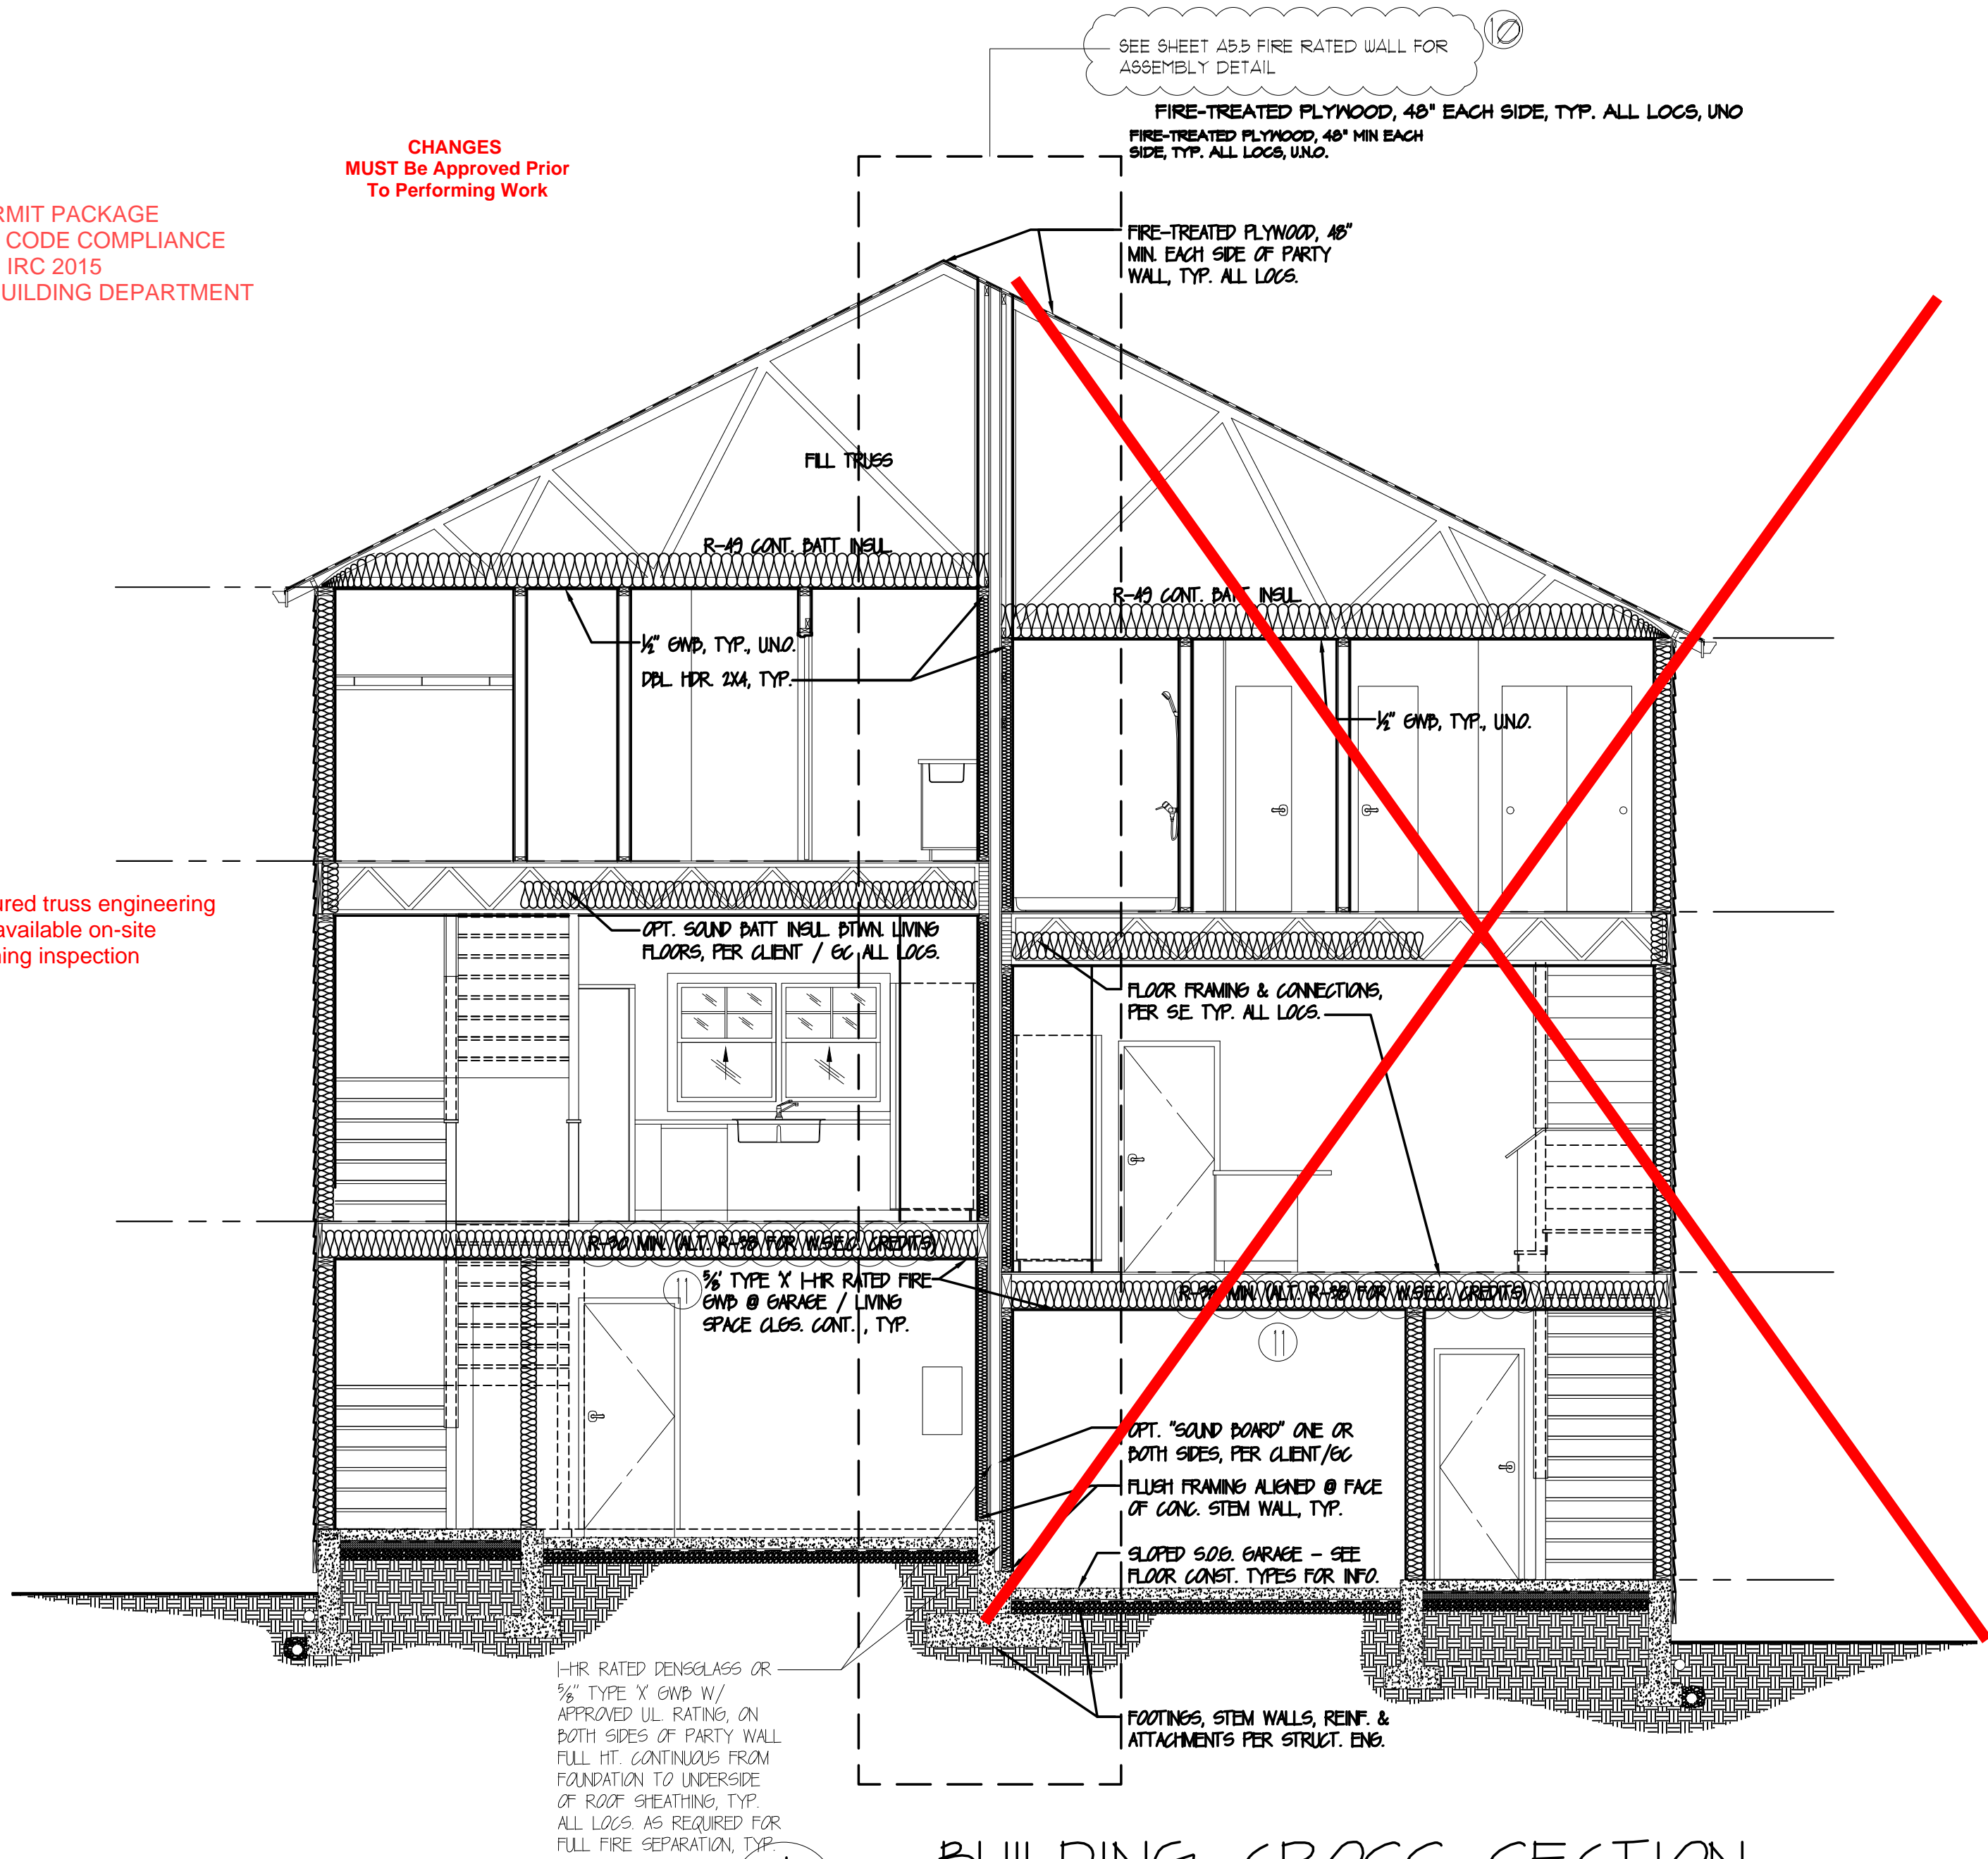 SEE SHEET A5.5 FIRE RATED WALL FOR
ASSEMBLY DETAIL
10
FIRE-TREATED PLYWOOD, 48" EACH SIDE, TYP. ALL LOCS, UNO
FIRE-TREATED PLYWOOD, 48" MIN EACH
SIDE, TYP. ALL LOCS, U.N.O.
CHANGES
MUST Be Approved Prior
To Performing Work
RMIT PACKAGE
CODE COMPLIANCE
IRC 2015
UILDING DEPARTMENT
FIRE-TREATED PLYWOOD, 48"
MIN. EACH SIDE OF PARTY
WALL, TYP. ALL LOCS.
FILL TRUSS
R-49 CONT. BATT INSUL.
R-49 CONT. BATT INSUL.
½" GWB, TYP., U.N.O.
DBL. HDR. 2X4, TYP.
½" GWB, TYP., U.N.O.
ured truss engineering
available on-site
ing inspection
OPT. SOUND BATT INSUL. BTWN. LIVING
FLOORS, PER CLIENT / GC ALL LOCS.
FLOOR FRAMING & CONNECTIONS,
PER S.E. TYP. ALL LOCS.
R-30 MIN. (ALT. R-38 FOR W.S.E.C. CREDITS)
11
⅝" TYPE 'X' 1-HR RATED FIRE
GWB @ GARAGE / LIVING
SPACE CLGS. CONT. , TYP.
R-38 MIN. (ALT. R-38 FOR W.S.E.C. CREDITS)
11
OPT. "SOUND BOARD" ONE OR
BOTH SIDES, PER CLIENT/GC
FLUSH FRAMING ALIGNED @ FACE
OF CONC. STEM WALL, TYP.
SLOPED S.O.G. GARAGE - SEE
FLOOR CONST. TYPES FOR INFO.
1-HR RATED DENSGLASS OR
⅝" TYPE 'X' GWB W/
APPROVED U.L. RATING, ON
BOTH SIDES OF PARTY WALL
FULL HT. CONTINUOUS FROM
FOUNDATION TO UNDERSIDE
OF ROOF SHEATHING, TYP.
ALL LOCS. AS REQUIRED FOR
FULL FIRE SEPARATION, TYP.
FOOTINGS, STEM WALLS, REINF. &
ATTACHMENTS PER STRUCT. ENG.
BUILDING CROSS SECTION